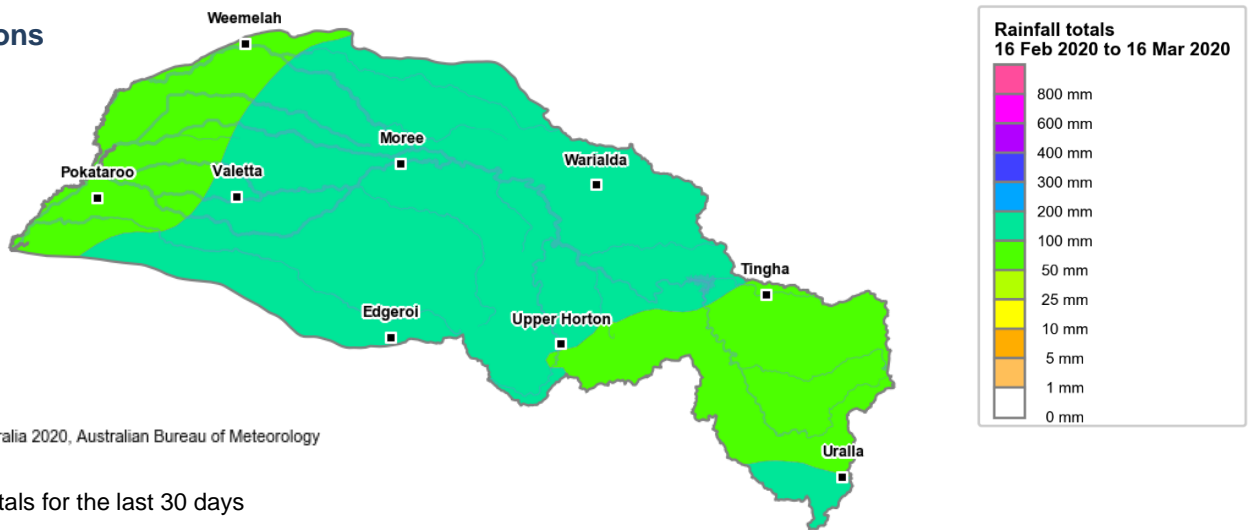 ons
Weemelah
Moree
Warialda
Pokataroo
Valetta
Tingha
Edgeroi
Upper Horton
Uralla
ralia 2020, Australian Bureau of Meteorology
tals for the last 30 days
Rainfall totals
16 Feb 2020 to 16 Mar 2020
800 mm
600 mm
400 mm
300 mm
200 mm
100 mm
50 mm
25 mm
10 mm
5 mm
1 mm
0 mm